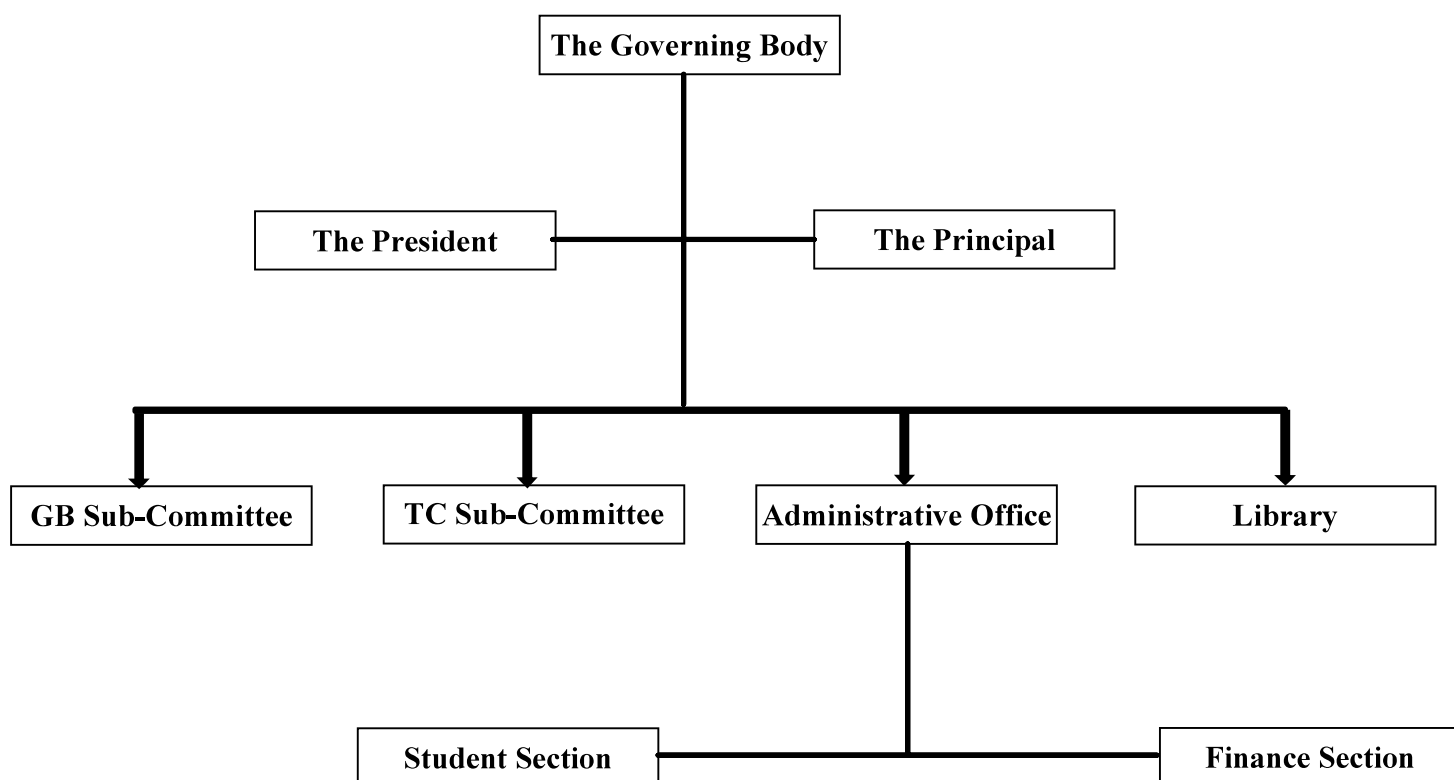 The Governing Body
The President
The Principal
GB Sub-Committee
TC Sub-Committee
Administrative Office
Library
Student Section
Finance Section